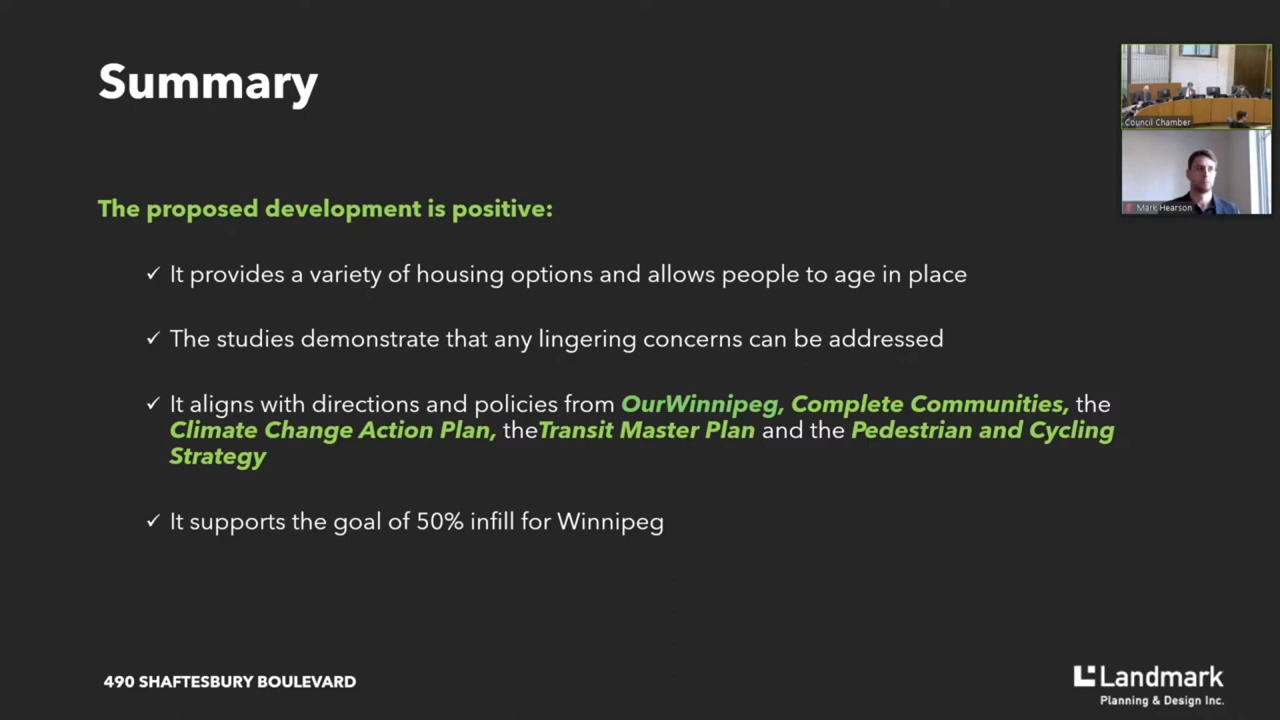 Summary
Council Chamber
Mark Hearson
The proposed development is positive:
✓ It provides a variety of housing options and allows people to age in place
✓ The studies demonstrate that any lingering concerns can be addressed
✓ It aligns with directions and policies from OurWinnipeg, Complete Communities, the
Climate Change Action Plan, theTransit Master Plan and the Pedestrian and Cycling
Strategy
✓ It supports the goal of 50% infill for Winnipeg
490 SHAFTESBURY BOULEVARD
Landmark
Planning & Design Inc.